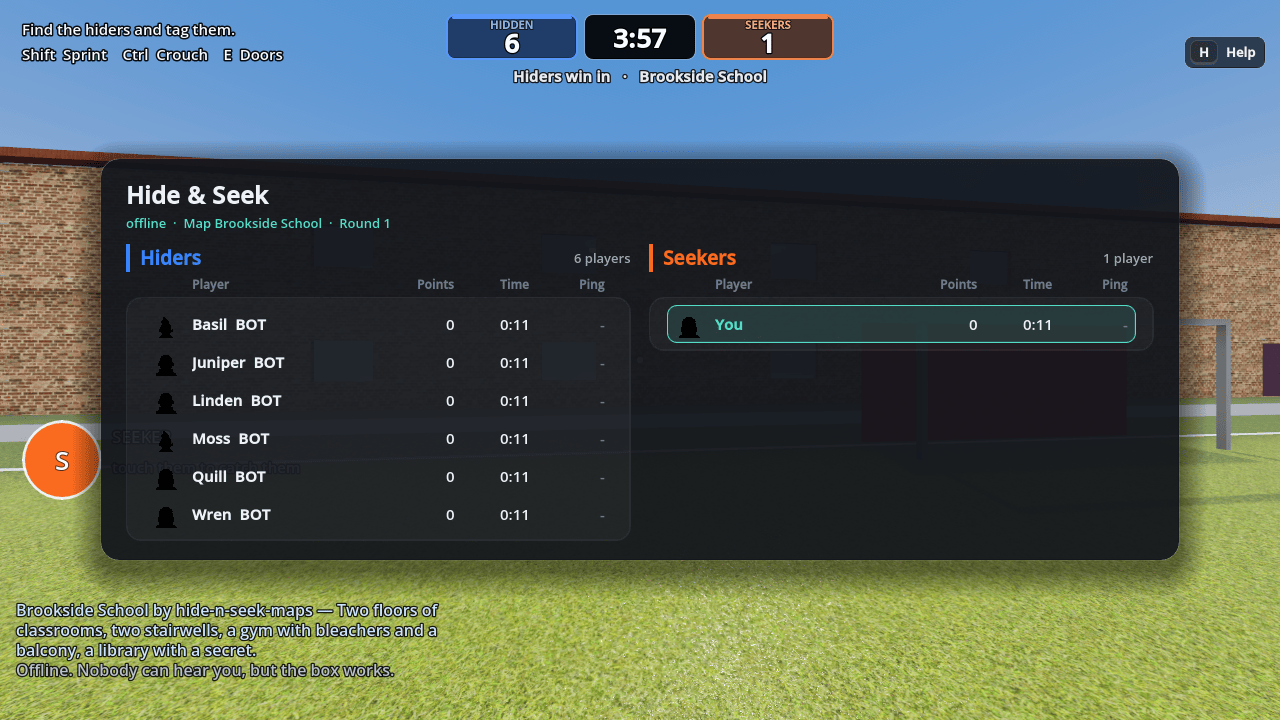 Find the hiders and tag them.
Shift Sprint Ctrl Crouch E Doors
HIDDEN
6
3:57
SEEKERS
1
Hiders win in · Brookside School
H Help
Hide & Seek
offline · Map Brookside School · Round 1
Hiders 6 players
Player Points Time Ping
Basil BOT 0 0:11 -
Juniper BOT 0 0:11 -
Linden BOT 0 0:11 -
Moss BOT 0 0:11 -
Quill BOT 0 0:11 -
Wren BOT 0 0:11 -
Seekers 1 player
Player Points Time Ping
You 0 0:11 -
S
SEEKER
Brookside School by hide-n-seek-maps — Two floors of
classrooms, two stairwells, a gym with bleachers and a
balcony, a library with a secret.
Offline. Nobody can hear you, but the box works.